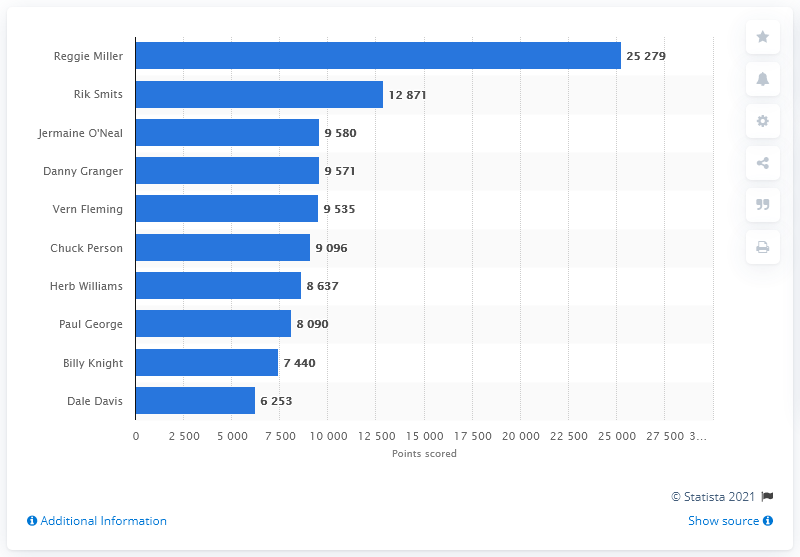 Reggie Miller 25 279
Rik Smits 12 871
Jermaine O'Neal 9 580
Danny Granger 9 571
Vern Fleming 9 535
Chuck Person 9 096
Herb Williams 8 637
Paul George 8 090
Billy Knight 7 440
Dale Davis 6 253
0 2 500 5 000 7 500 10 000 12 500 15 000 17 500 20 000 22 500 25 000 27 500 3...
Points scored
© Statista 2021
Additional Information Show source